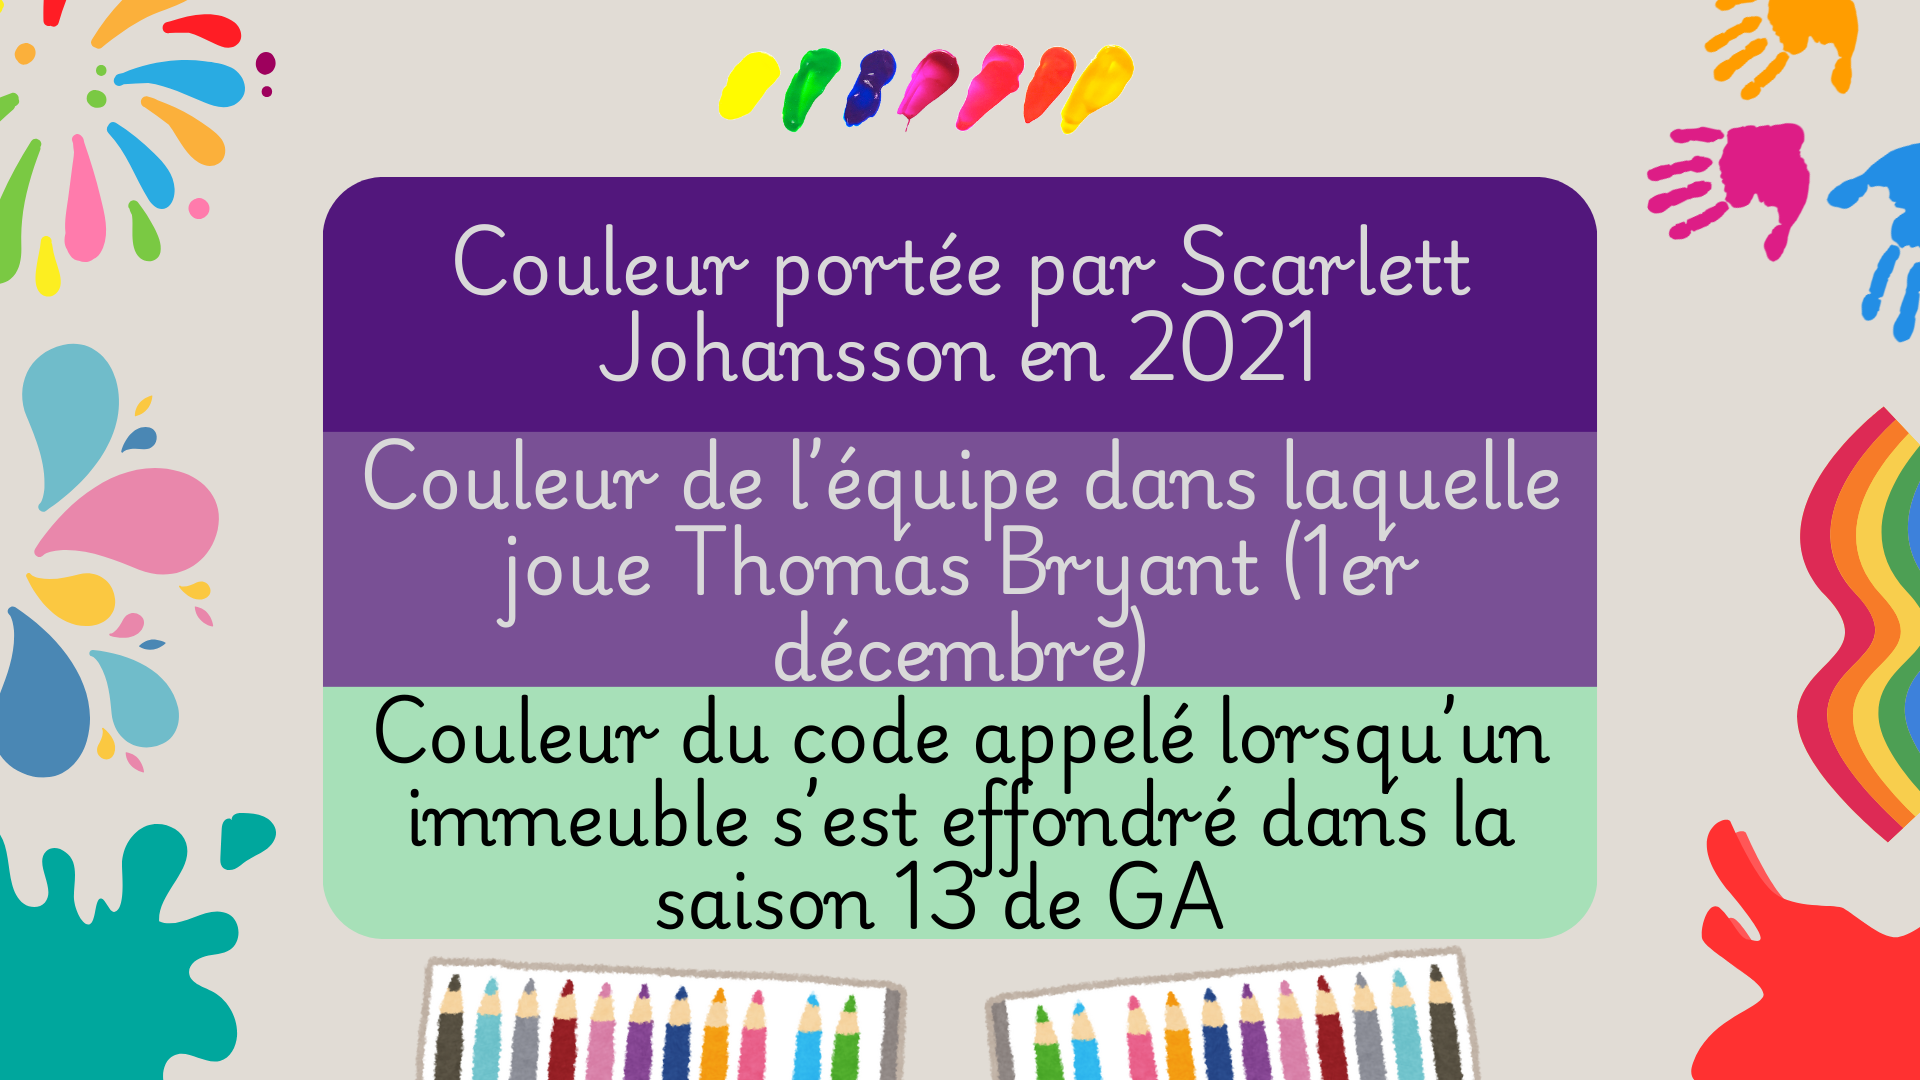 Couleur portée par Scarlett
Johansson en 2021
Couleur de l’équipe dans laquelle
joue Thomas Bryant (1er
décembre)
Couleur du code appelé lorsqu’un
immeuble s’est effondré dans la
saison 13 de GA